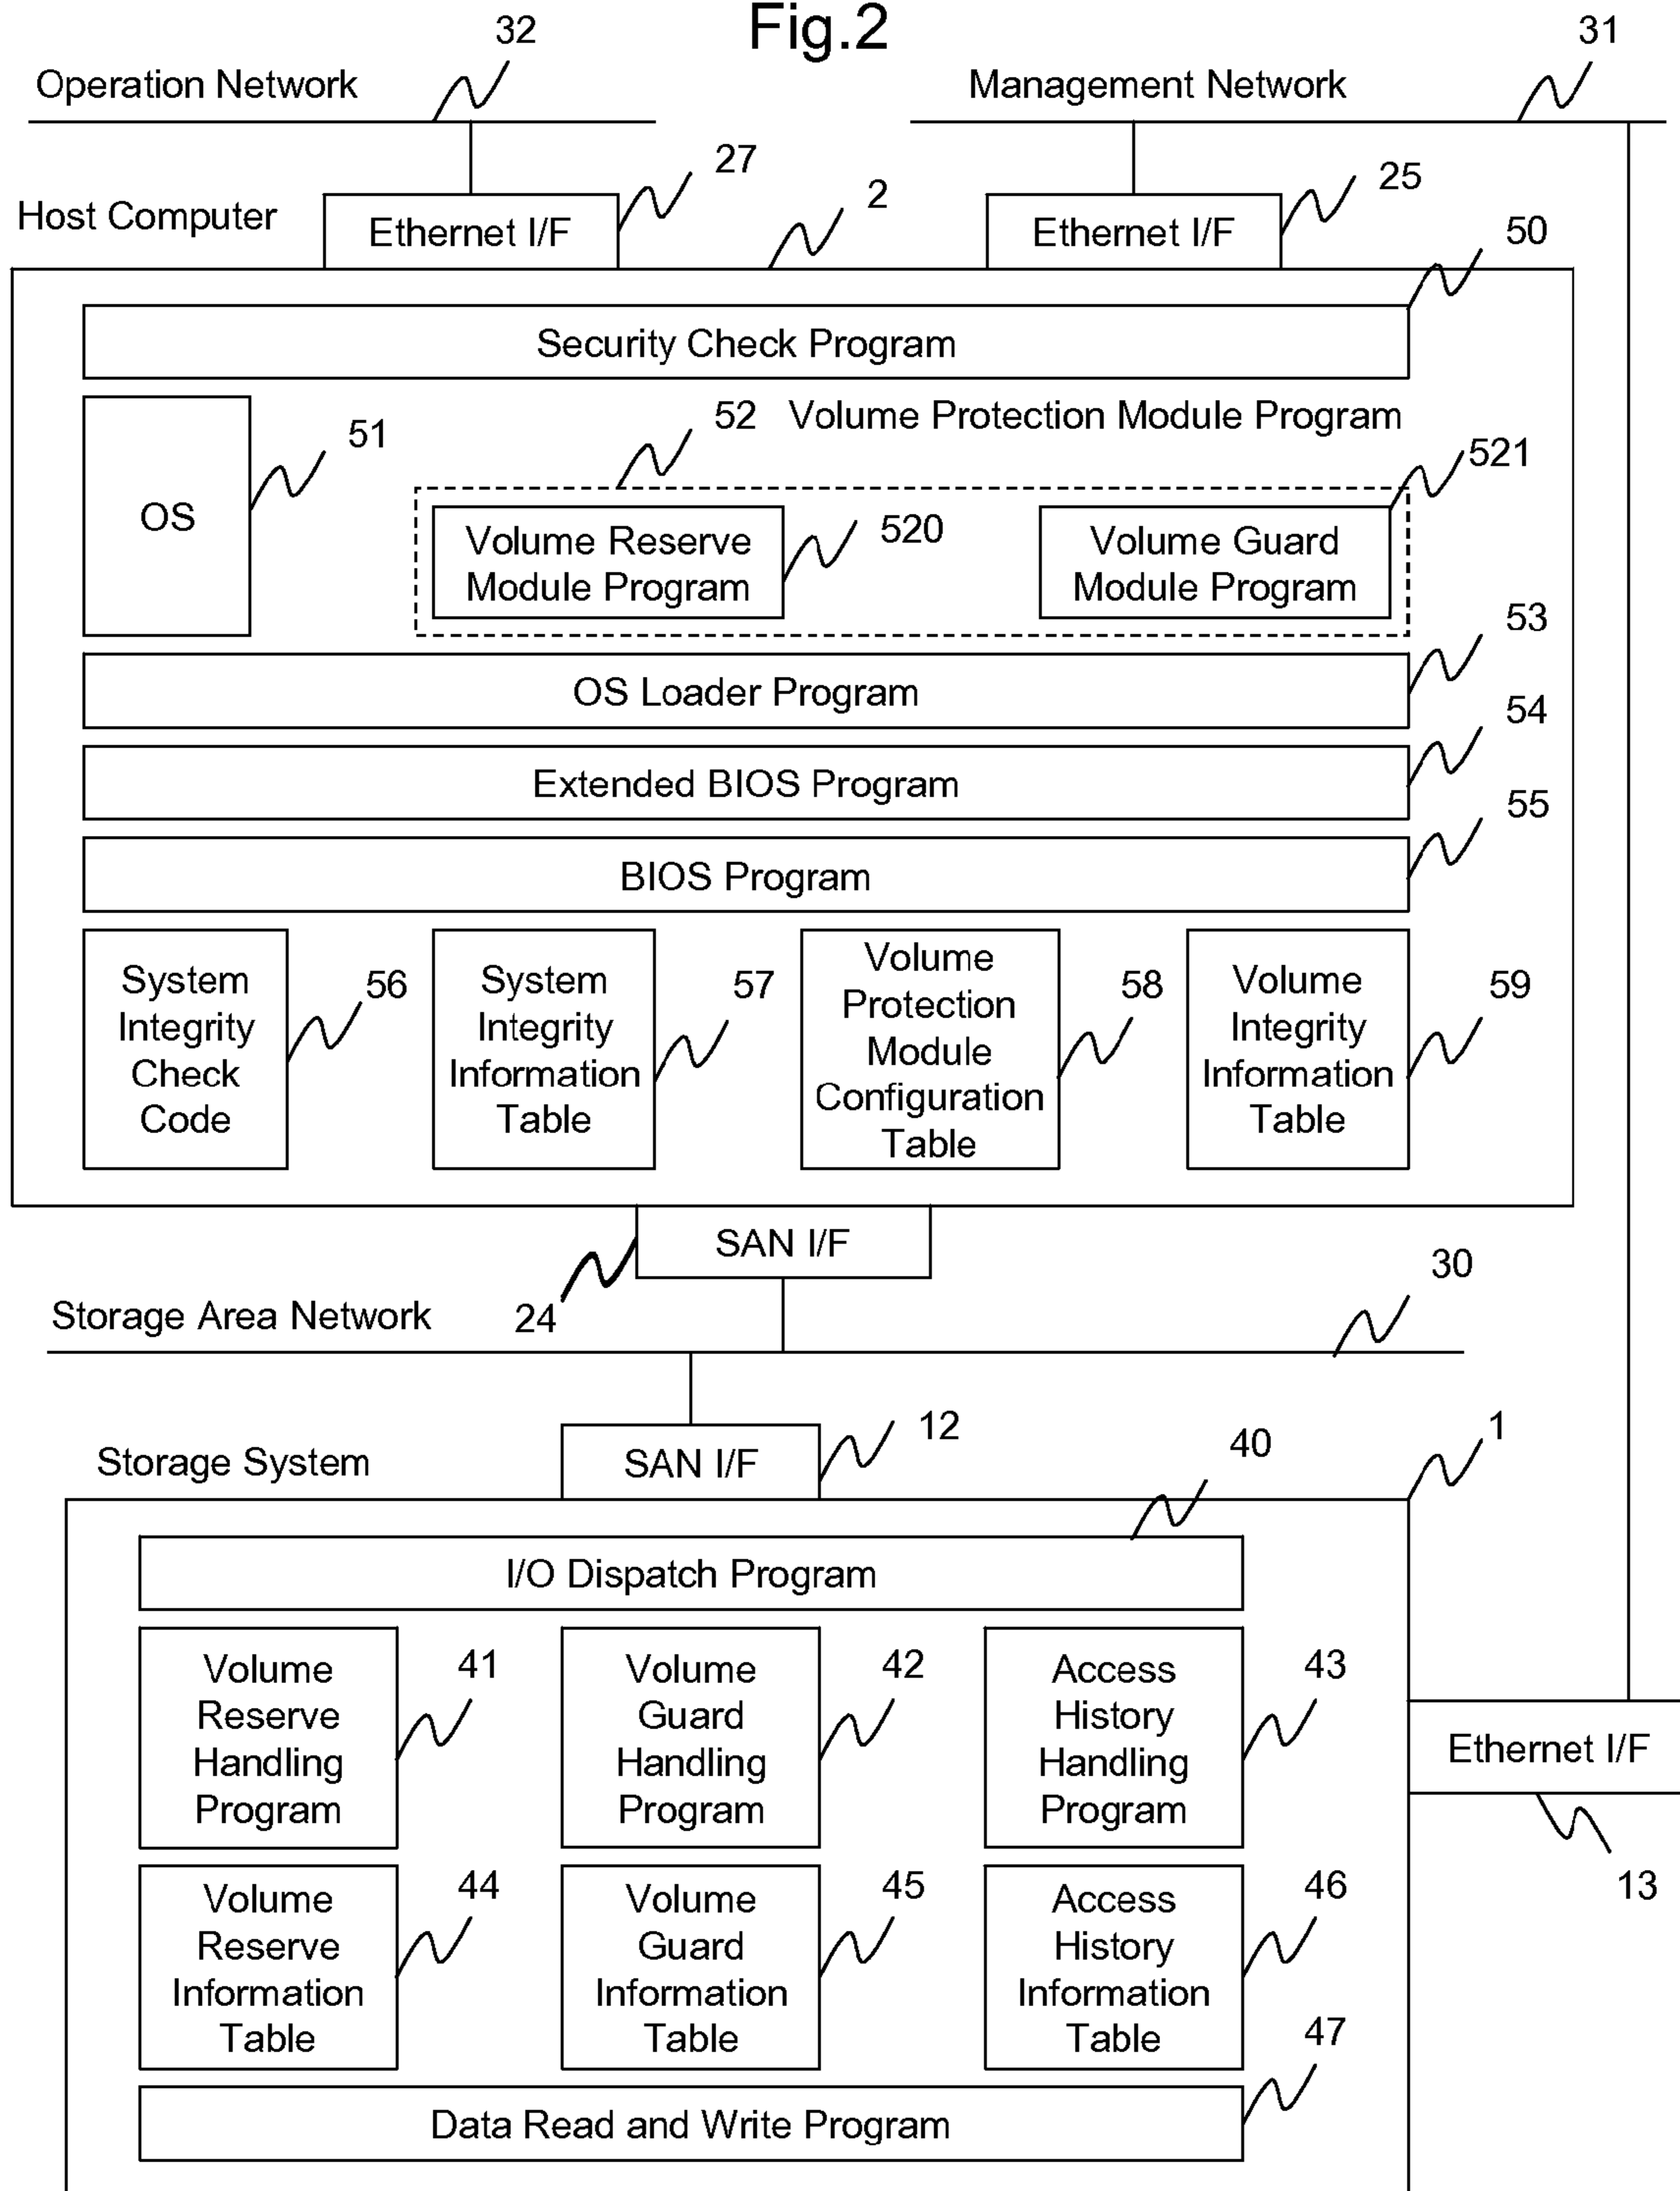 Fig.2
32
31
Operation Network
Management Network
27
2
25
Host Computer
Ethernet I/F
Ethernet I/F
50
Security Check Program
52
Volume Protection Module Program
51
521
OS
Volume Reserve
Module Program
520
Volume Guard
Module Program
53
OS Loader Program
54
Extended BIOS Program
55
BIOS Program
System
Integrity
Check
Code
56
System
Integrity
Information
Table
57
Volume
Protection
Module
Configuration
Table
58
Volume
Integrity
Information
Table
59
SAN I/F
24
30
Storage Area Network
12
1
40
Storage System
SAN I/F
I/O Dispatch Program
Volume
Reserve
Handling
Program
41
Volume
Guard
Handling
Program
42
Access
History
Handling
Program
43
Ethernet I/F
13
Volume
Reserve
Information
Table
44
Volume
Guard
Information
Table
45
Access
History
Information
Table
46
47
Data Read and Write Program